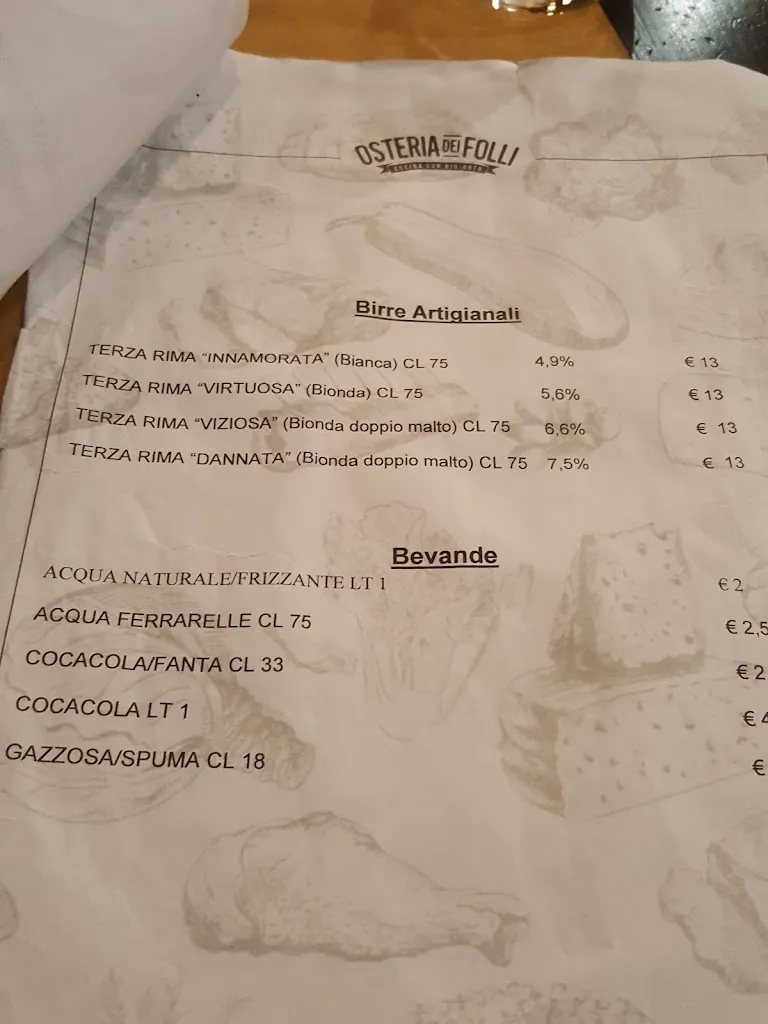 OSTERIA DEI FOLLI
Birre Artigianali
TERZA RIMA "INNAMORATA" (Bianca) CL 75 4,9% € 13
TERZA RIMA "VIRTUOSA" (Bionda) CL 75 5,6% € 13
TERZA RIMA "VIZIOSA" (Bionda doppio malto) CL 75 6,6% € 13
TERZA RIMA "DANNATA" (Bionda doppio malto) CL 75 7,5% € 13
Bevande
ACQUA NATURALE/FRIZZANTE LT 1 € 2
ACQUA FERRARELLE CL 75 € 2,5
COCACOLA/FANTA CL 33 € 2
COCACOLA LT 1 € 4
GAZZOSA/SPUMA CL 18 €